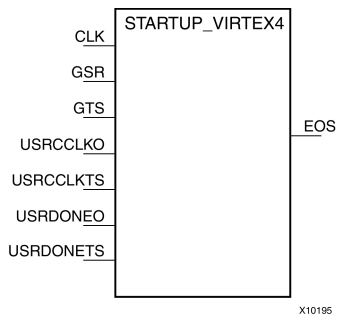 STARTUP_VIRTEX4
CLK
GSR
GTS
EOS
USRCCLKO
USRCCLKTS
USRDONEO
USRDONETS
X10195